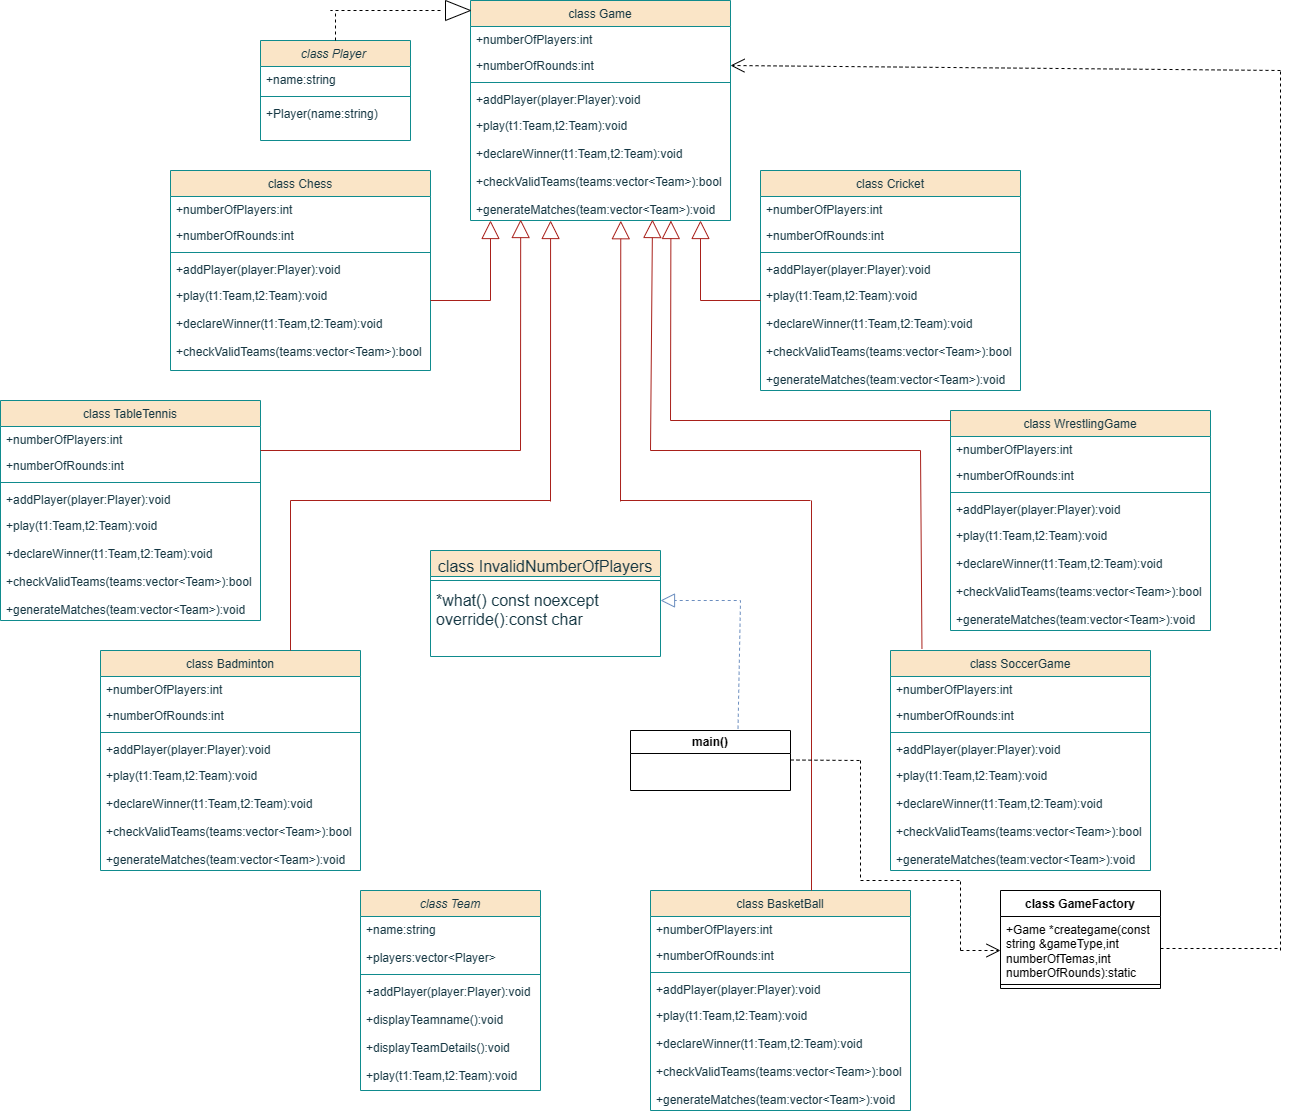 class Game
+numberOfPlayers:int
+numberOfRounds:int
+addPlayer(player:Player):void
+play(t1:Team,t2:Team):void
+declareWinner(t1:Team,t2:Team):void
+checkValidTeams(teams:vector<Team>):bool
+generateMatches(team:vector<Team>):void
class Player
+name:string
+Player(name:string)
class Chess
+numberOfPlayers:int
+numberOfRounds:int
+addPlayer(player:Player):void
+play(t1:Team,t2:Team):void
+declareWinner(t1:Team,t2:Team):void
+checkValidTeams(teams:vector<Team>):bool
class Cricket
+numberOfPlayers:int
+numberOfRounds:int
+addPlayer(player:Player):void
+play(t1:Team,t2:Team):void
+declareWinner(t1:Team,t2:Team):void
+checkValidTeams(teams:vector<Team>):bool
+generateMatches(team:vector<Team>):void
class TableTennis
+numberOfPlayers:int
+numberOfRounds:int
+addPlayer(player:Player):void
+play(t1:Team,t2:Team):void
+declareWinner(t1:Team,t2:Team):void
+checkValidTeams(teams:vector<Team>):bool
+generateMatches(team:vector<Team>):void
class WrestlingGame
+numberOfPlayers:int
+numberOfRounds:int
+addPlayer(player:Player):void
+play(t1:Team,t2:Team):void
+declareWinner(t1:Team,t2:Team):void
+checkValidTeams(teams:vector<Team>):bool
+generateMatches(team:vector<Team>):void
class InvalidNumberOfPlayers
*what() const noexcept
override():const char
class Badminton
+numberOfPlayers:int
+numberOfRounds:int
+addPlayer(player:Player):void
+play(t1:Team,t2:Team):void
+declareWinner(t1:Team,t2:Team):void
+checkValidTeams(teams:vector<Team>):bool
+generateMatches(team:vector<Team>):void
main()
class SoccerGame
+numberOfPlayers:int
+numberOfRounds:int
+addPlayer(player:Player):void
+play(t1:Team,t2:Team):void
+declareWinner(t1:Team,t2:Team):void
+checkValidTeams(teams:vector<Team>):bool
+generateMatches(team:vector<Team>):void
class Team
+name:string
+players:vector<Player>
+addPlayer(player:Player):void
+displayTeamname():void
+displayTeamDetails():void
+play(t1:Team,t2:Team):void
class BasketBall
+numberOfPlayers:int
+numberOfRounds:int
+addPlayer(player:Player):void
+play(t1:Team,t2:Team):void
+declareWinner(t1:Team,t2:Team):void
+checkValidTeams(teams:vector<Team>):bool
+generateMatches(team:vector<Team>):void
class GameFactory
+Game *creategame(const
string &gameType,int
numberOfTemas,int
numberOfRounds):static